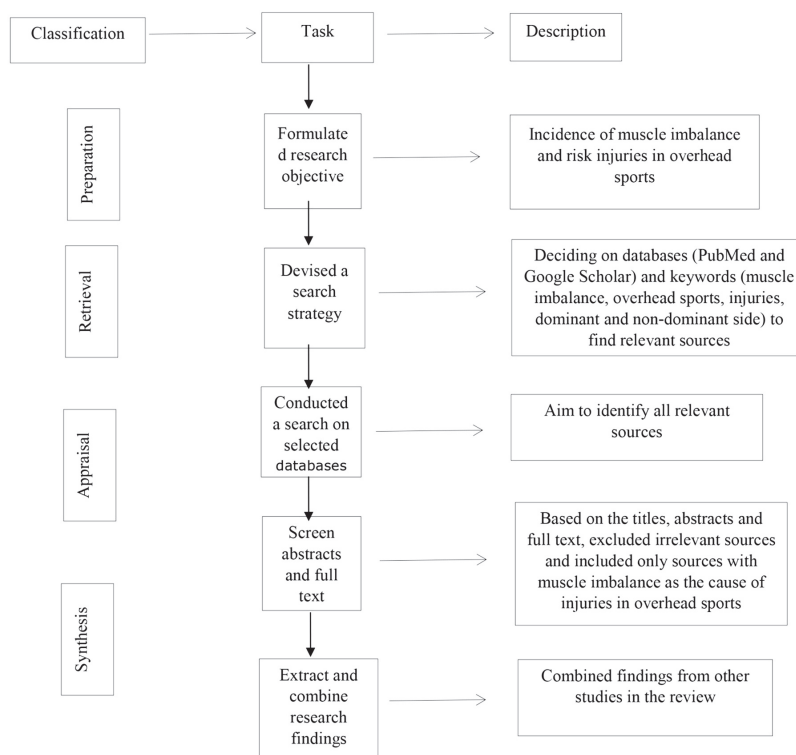 Classification
Task
Description
Preparation
Formulate
d research
objective
Incidence of muscle imbalance
and risk injuries in overhead
sports
Retrieval
Devised a
search
strategy
Deciding on databases (PubMed and
Google Scholar) and keywords (muscle
imbalance, overhead sports, injuries,
dominant and non-dominant side) to
find relevant sources
Appraisal
Conducted
a search on
selected
databases
Aim to identify all relevant
sources
Screen
abstracts
and full
text
Based on the titles, abstracts and
full text, excluded irrelevant sources
and included only sources with
muscle imbalance as the cause of
injuries in overhead sports
Synthesis
Extract and
combine
research
findings
Combined findings from other
studies in the review